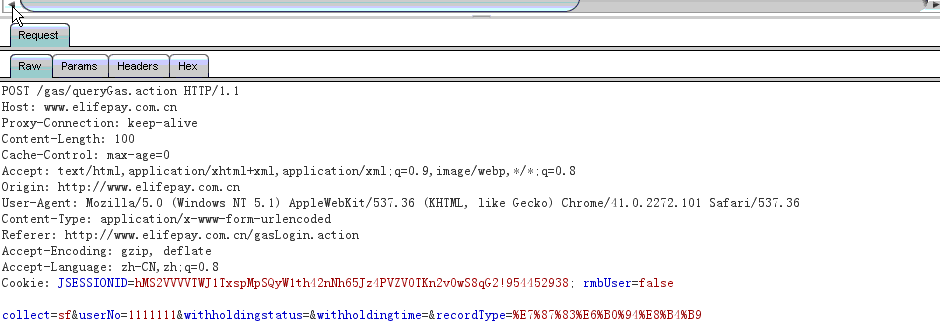 Request
Raw Params Headers Hex
POST /gas/queryGas.action HTTP/1.1
Host: www.elifepay.com.cn
Proxy-Connection: keep-alive
Content-Length: 100
Cache-Control: max-age=0
Accept: text/html,application/xhtml+xml,application/xml;q=0.9,image/webp,*/*;q=0.8
Origin: http://www.elifepay.com.cn
User-Agent: Mozilla/5.0 (Windows NT 5.1) AppleWebKit/537.36 (KHTML, like Gecko) Chrome/41.0.2272.101 Safari/537.36
Content-Type: application/x-www-form-urlencoded
Referer: http://www.elifepay.com.cn/gasLogin.action
Accept-Encoding: gzip, deflate
Accept-Language: zh-CN,zh;q=0.8
Cookie: JSESSIONID=hMS2VVVVTWJ1TxspMpSQyW1th42nNh65Jz4PVZV0TKn2v0wS8qG2!954452938; rmbUser=false
collect=sf&userNo=1111111&withholdingstatus=&withholdingtime=&recordType=%E7%87%83%E6%B0%94%E8%B4%B9